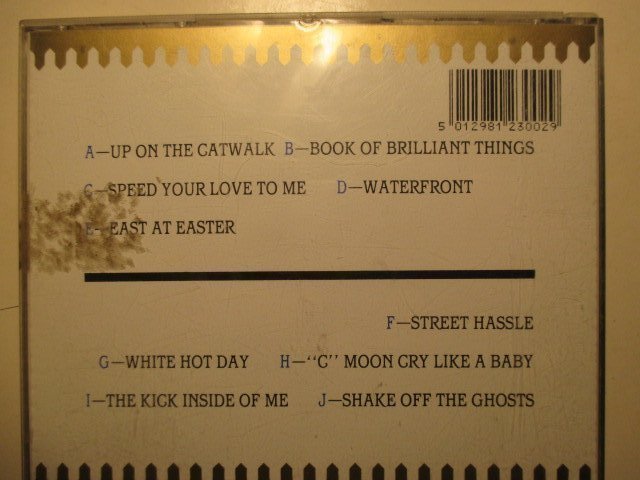 5 012981 230029
A—UP ON THE CATWALK B—BOOK OF BRILLIANT THINGS
C—SPEED YOUR LOVE TO ME D—WATERFRONT
E—EAST AT EASTER
F—STREET HASSLE
G—WHITE HOT DAY H—"C" MOON CRY LIKE A BABY
I—THE KICK INSIDE OF ME J—SHAKE OFF THE GHOSTS